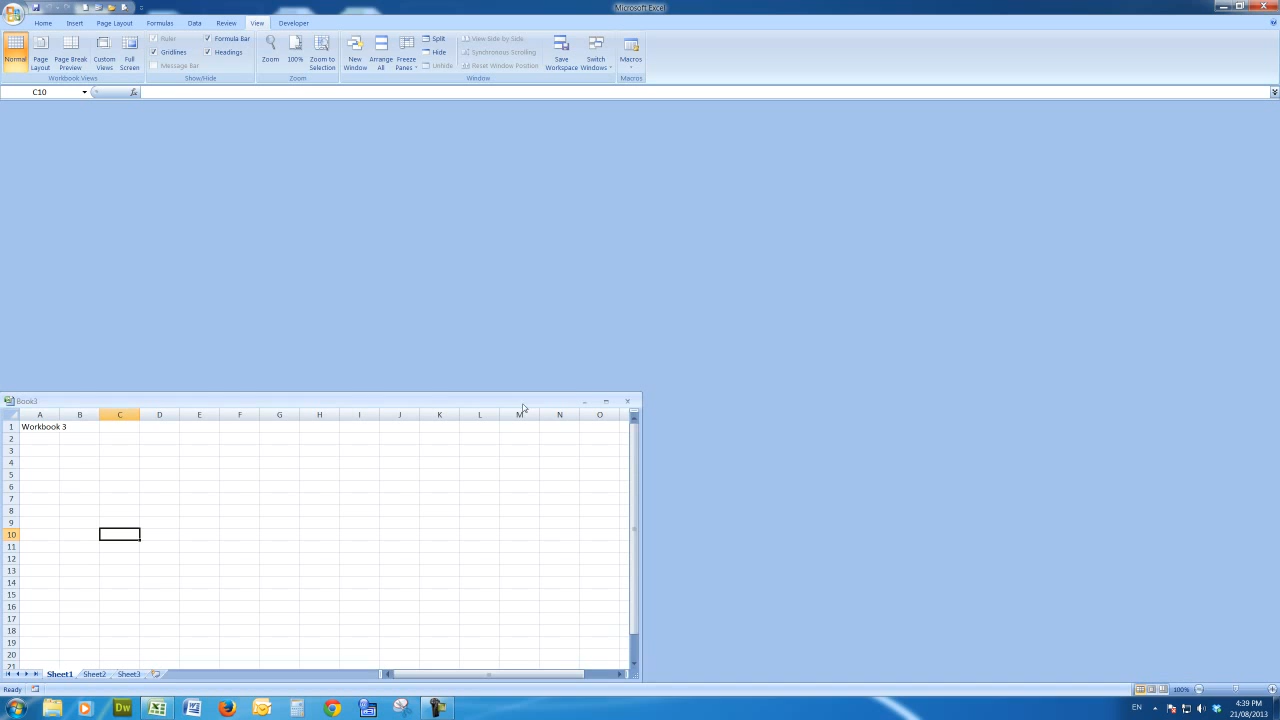 Microsoft Excel
Home Insert Page Layout Formulas Data Review View Developer
Normal Page Layout Page Break Preview Custom Views Full Screen
Workbook Views
Ruler Formula Bar
Gridlines Headings
Message Bar
Show/Hide
Zoom 100% Zoom to Selection
Zoom
New Window Arrange All Freeze Panes
Split
Hide
Unhide
View Side by Side
Synchronous Scrolling
Reset Window Position
Save Workspace Switch Windows
Window
Macros
Macros
C10 fx
Book3
A B C D E F G H I J K L M N O
1 Workbook 3
2
3
4
5
6
7
8
9
10
11
12
13
14
15
16
17
18
19
20
21
Sheet1 Sheet2 Sheet3
Ready 100%
Dw EN 4:39 PM
21/08/2013